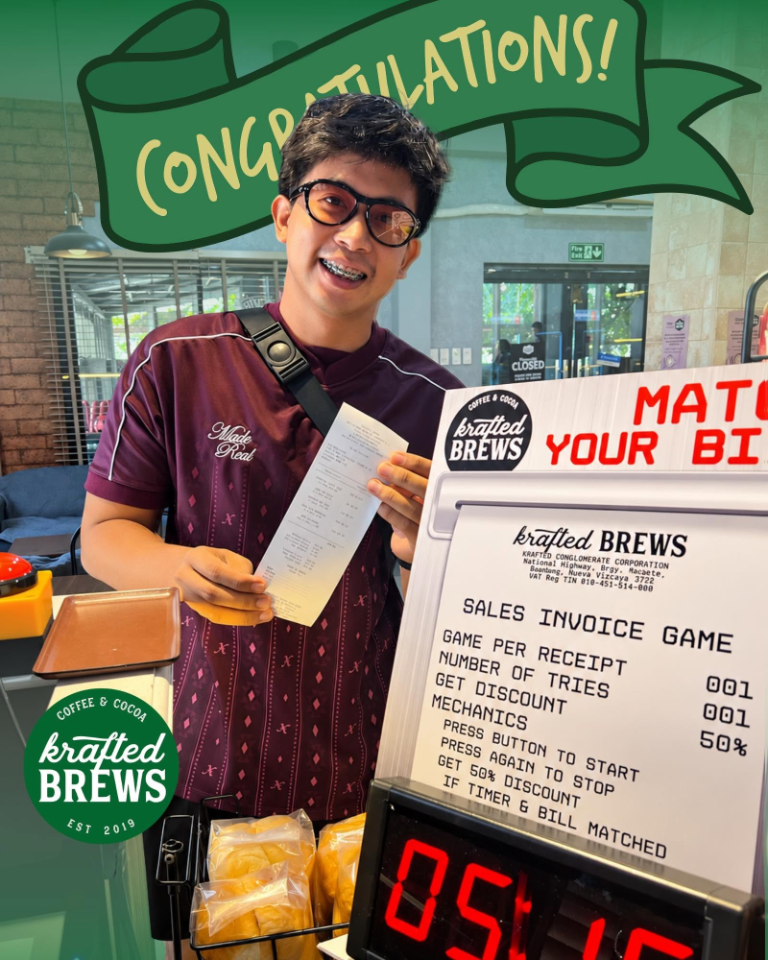 CONGRATULATIONS!
Fire
Exit
CLOSED
Made
Real
COFFEE & COCOA
krafted
BREWS
YOUR
krafted BREWS
KRAFTED CONGLOMERATE CORPORATION
National Highway, Brgy. Macate,
Bambang, Nueva Vizcaya 3722
VAT Reg TIN 010-451-514-000
SALES INVOICE GAME
GAME PER RECEIPT 001
NUMBER OF TRIES 001
GET DISCOUNT 50%
MECHANICS
PRESS BUTTON TO START
PRESS AGAIN TO STOP
GET 50% DISCOUNT
IF TIMER & BILL MATCHED
COFFEE & COCOA
krafted
BREWS
EST 2019